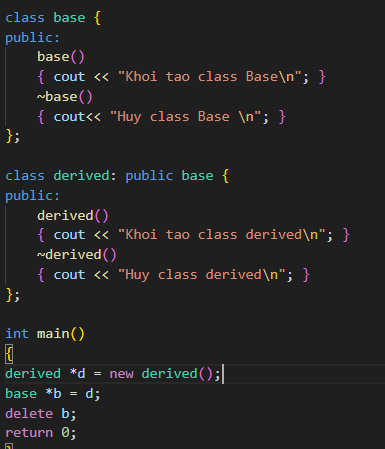 class base {
public:
    base()
    { cout << "Khoi tao class Base\n"; }
    ~base()
    { cout<< "Huy class Base \n"; }
};

class derived: public base {
public:
    derived()
    { cout << "Khoi tao class derived\n"; }
    ~derived()
    { cout << "Huy class derived\n"; }
};

int main()
{
derived *d = new derived();
base *b = d;
delete b;
return 0;
}